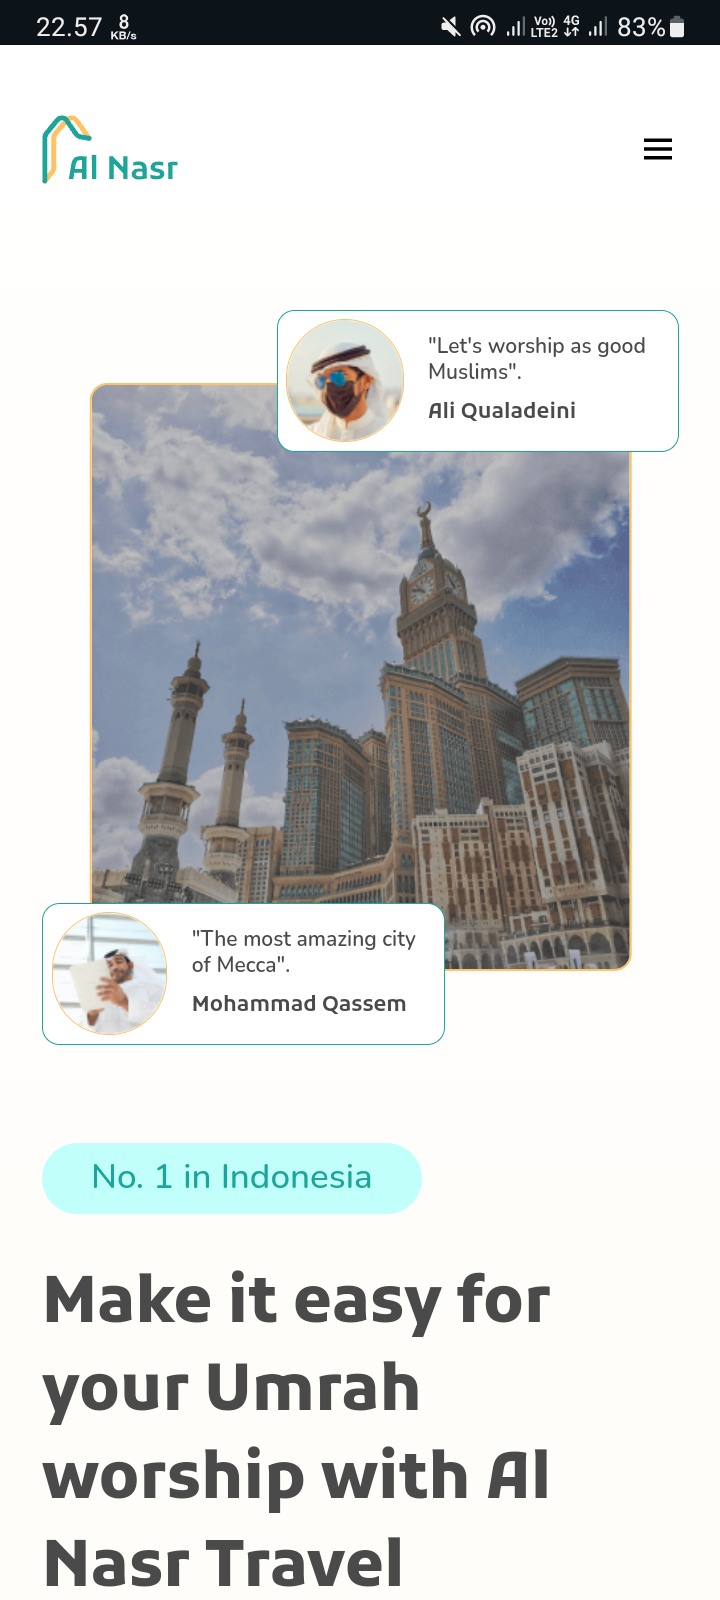 22.57 8 KB/s Vo) LTE2 4G 83%
Al Nasr
"Let's worship as good
Muslims".
Ali Qualadeini
"The most amazing city
of Mecca".
Mohammad Qassem
No. 1 in Indonesia
Make it easy for
your Umrah
worship with Al
Nasr Travel